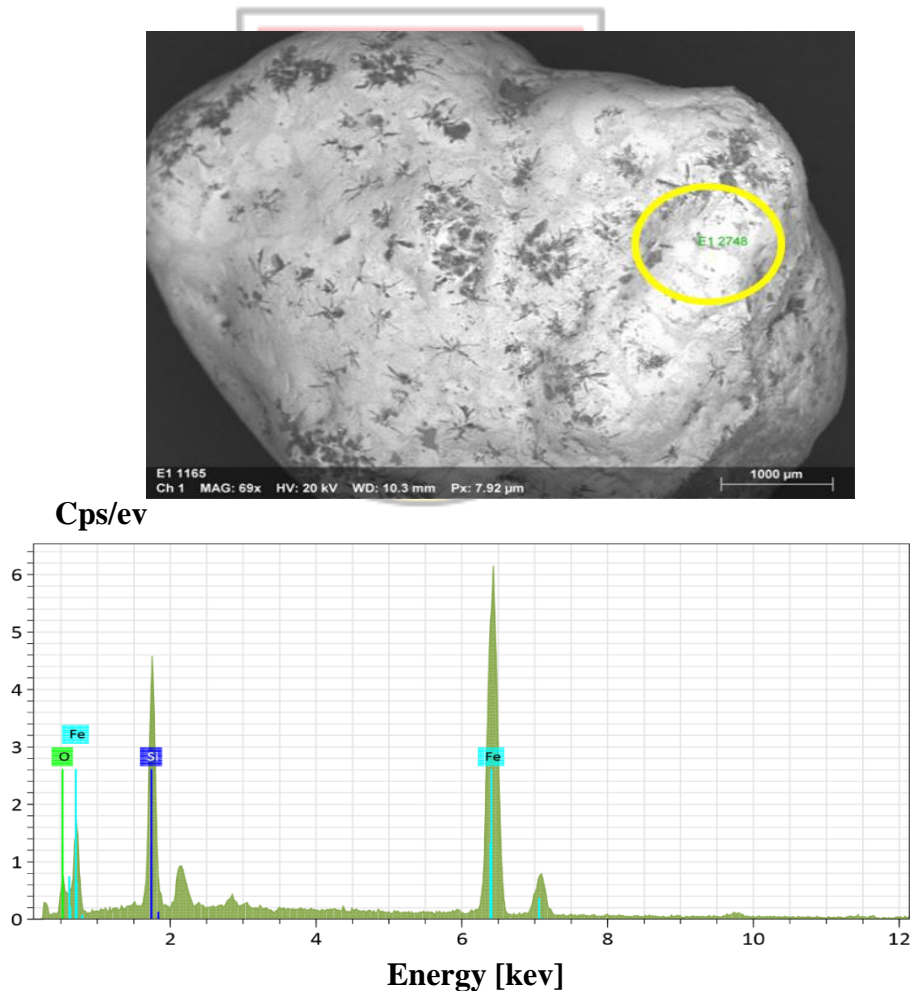 E1 2748
E1 1165
Ch 1 MAG: 69x HV: 20 kV WD: 10.3 mm Px: 7.92 µm
1000 µm
Cps/ev
6
5
4
3
2
1
0
Fe
O O
Si
Fe
2 4 6 8 10 12
Energy [kev]